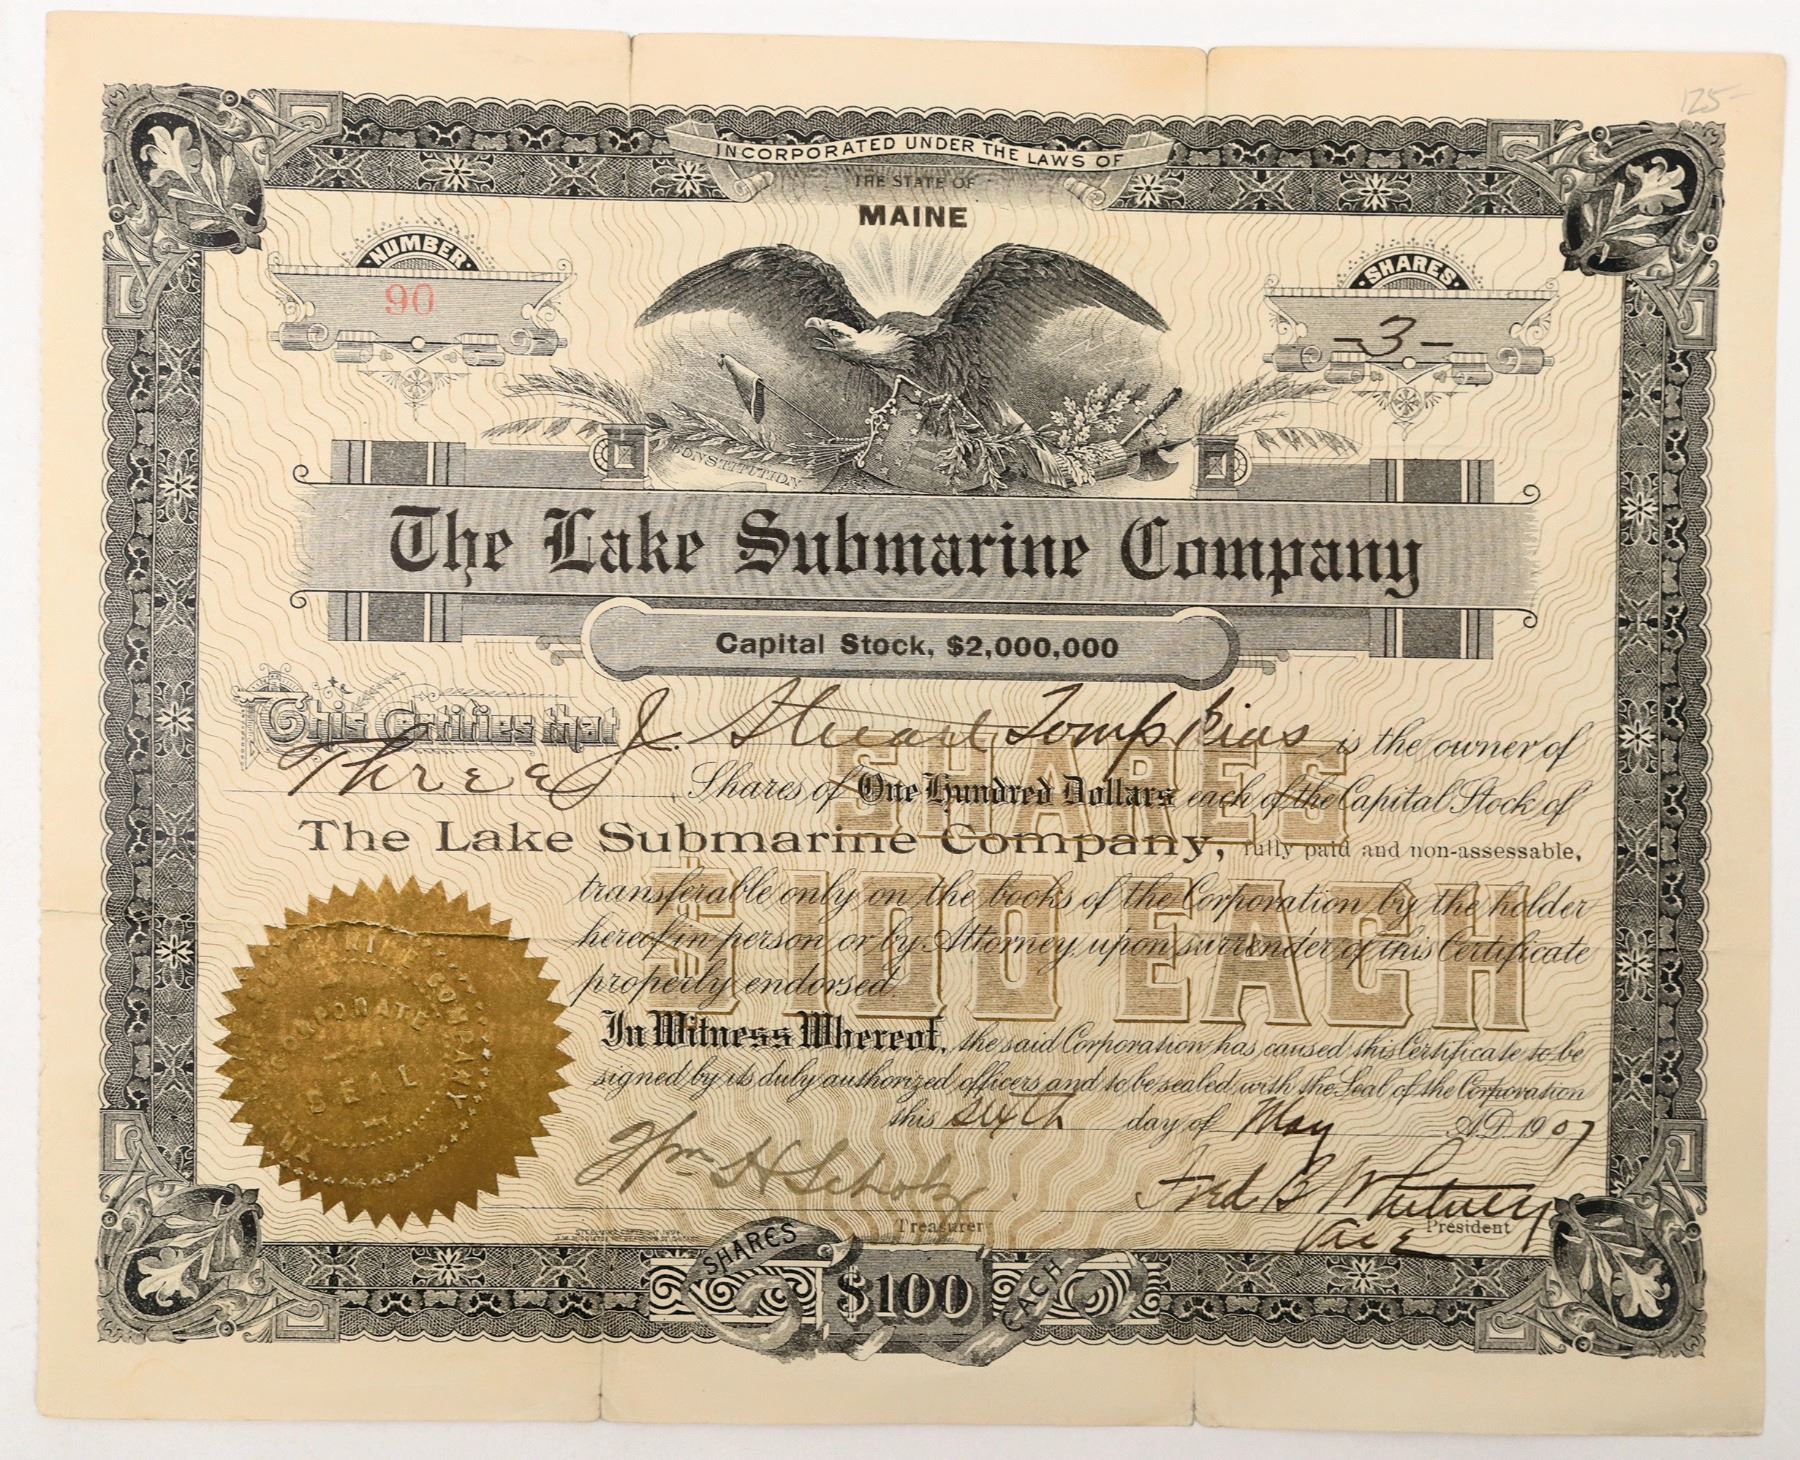 125-
INCORPORATED UNDER THE LAWS OF
THE STATE OF
MAINE
NUMBER
90
SHARES
-3-
CONSTITUTION
The Lake Submarine Company
Capital Stock, $2,000,000
This Certifies that J. Stuart Tompkins is the owner of
Three Shares of One Hundred Dollars each of the Capital Stock of
The Lake Submarine Company, fully paid and non-assessable,
transferable only on the books of the Corporation by the holder
hereof in person or by Attorney upon surrender of this Certificate
properly endorsed.
SHARES
$100 EACH
In Witness Whereof, the said Corporation has caused this Certificate to be
signed by its duly authorized officers and to be sealed with the Seal of the Corporation
this sixth day of May A.D. 1907
SUBMARINE COMPANY
CORPORATE
SEAL
Wm H Scholz.
Treasurer
Fred B Whitney
Vice President
SHARES $100 EACH